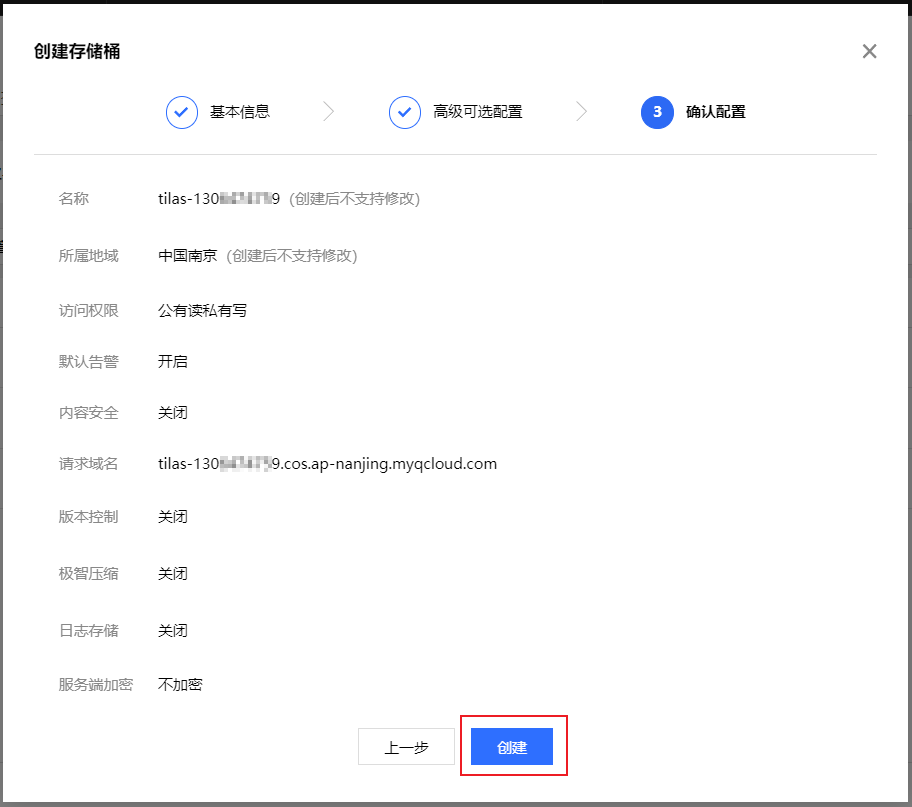 创建存储桶
基本信息
高级可选配置
3 确认配置
名称 tilas-130 9 (创建后不支持修改)
所属地域 中国南京 (创建后不支持修改)
访问权限 公有读私有写
默认告警 开启
内容安全 关闭
请求域名 tilas-130 9.cos.ap-nanjing.myqcloud.com
版本控制 关闭
极智压缩 关闭
日志存储 关闭
服务端加密 不加密
上一步 创建